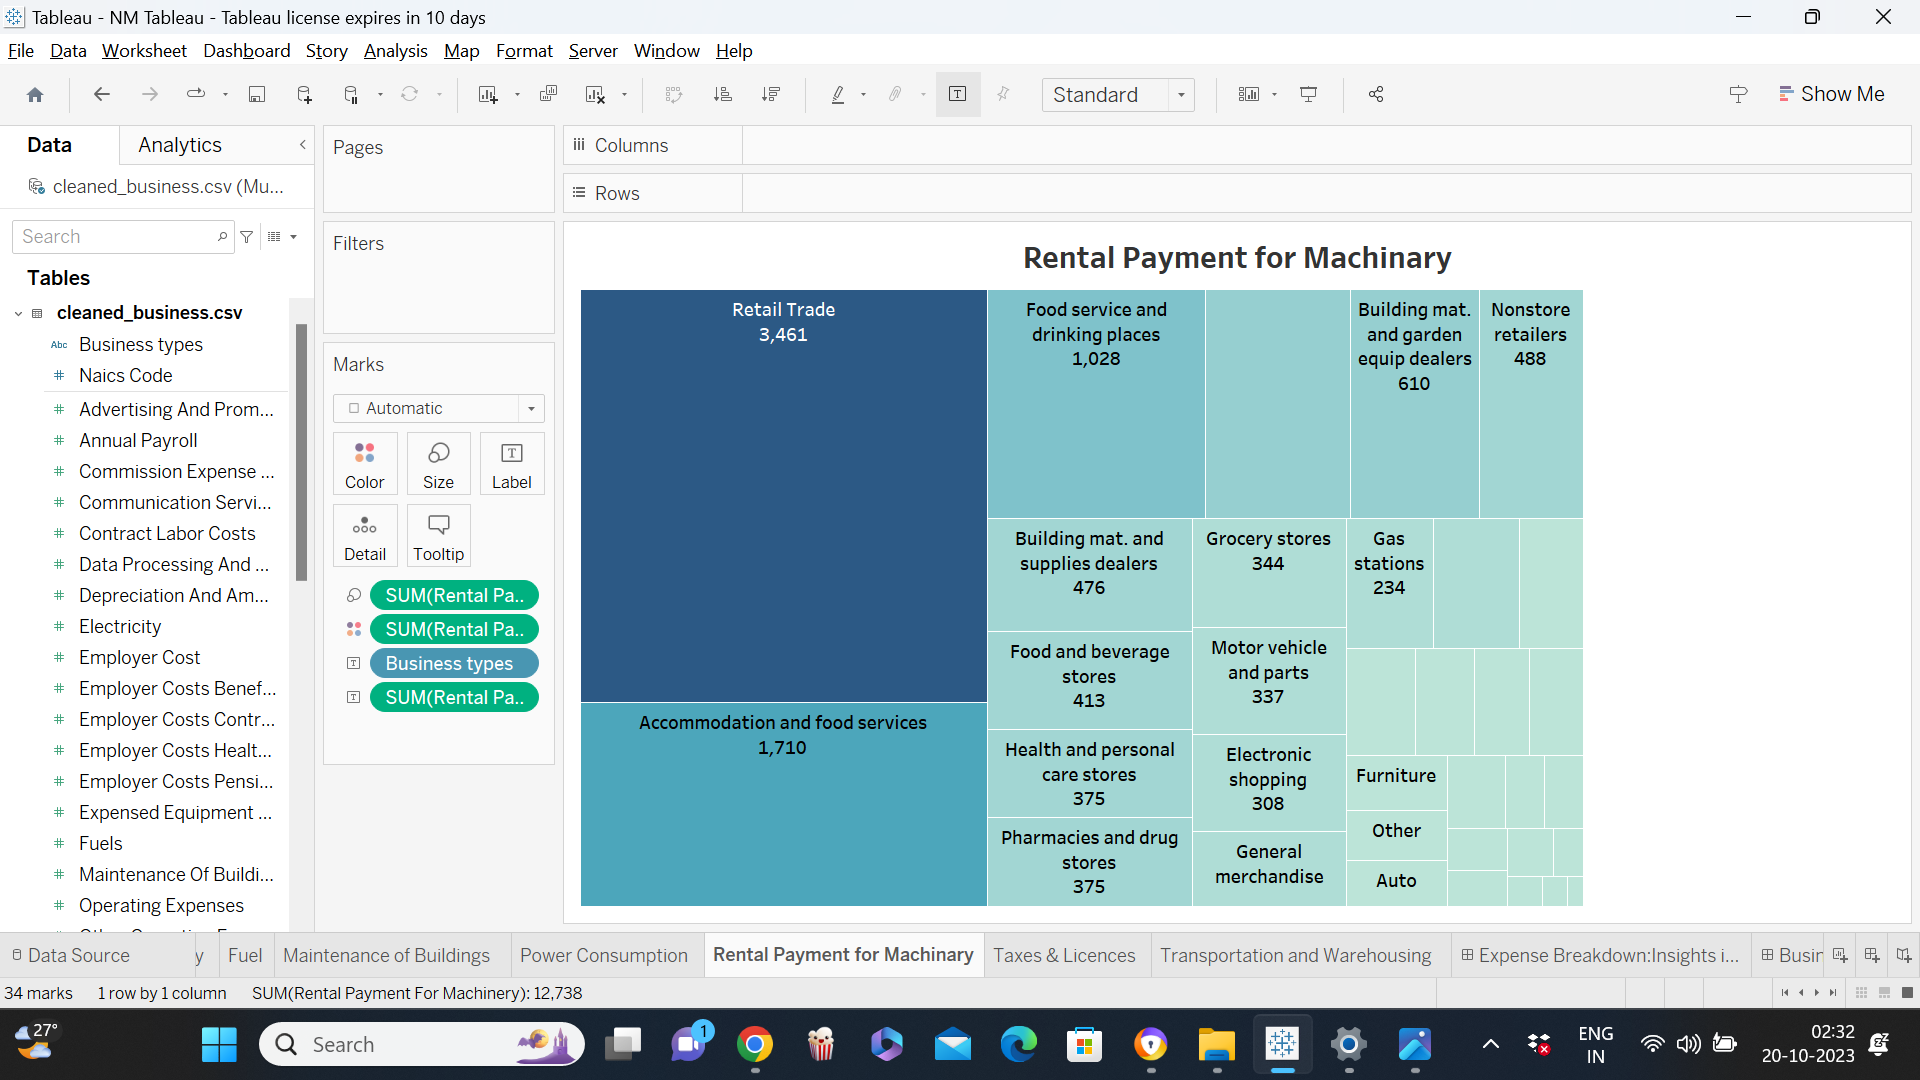 Tableau - NM Tableau - Tableau license expires in 10 days
File Data Worksheet Dashboard Story Analysis Map Format Server Window Help
Standard
Show Me
Data
Analytics
cleaned_business.csv (Mu...
Search
Tables
cleaned_business.csv
Abc Business types
# Naics Code
# Advertising And Prom...
# Annual Payroll
# Commission Expense ...
# Communication Servi...
# Contract Labor Costs
# Data Processing And ...
# Depreciation And Am...
# Electricity
# Employer Cost
# Employer Costs Benef...
# Employer Costs Contr...
# Employer Costs Healt...
# Employer Costs Pensi...
# Expensed Equipment ...
# Fuels
# Maintenance Of Buildi...
# Operating Expenses
Pages
Filters
Marks
Automatic
Color
Size
T
Label
Detail
Tooltip
SUM(Rental Pa..
SUM(Rental Pa..
T Business types
T SUM(Rental Pa..
Columns
Rows
Rental Payment for Machinary
Retail Trade
3,461
Accommodation and food services
1,710
Food service and
drinking places
1,028
Building mat.
and garden
equip dealers
610
Nonstore
retailers
488
Building mat. and
supplies dealers
476
Food and beverage
stores
413
Health and personal
care stores
375
Pharmacies and drug
stores
375
Grocery stores
344
Motor vehicle
and parts
337
Electronic
shopping
308
General
merchandise
Gas
stations
234
Furniture
Other
Auto
Data Source
y
Fuel
Maintenance of Buildings
Power Consumption
Rental Payment for Machinary
Taxes & Licences
Transportation and Warehousing
Expense Breakdown:Insights i...
Busin
34 marks
1 row by 1 column
SUM(Rental Payment For Machinery): 12,738
27°
Search
1
ENG
IN
02:32
20-10-2023